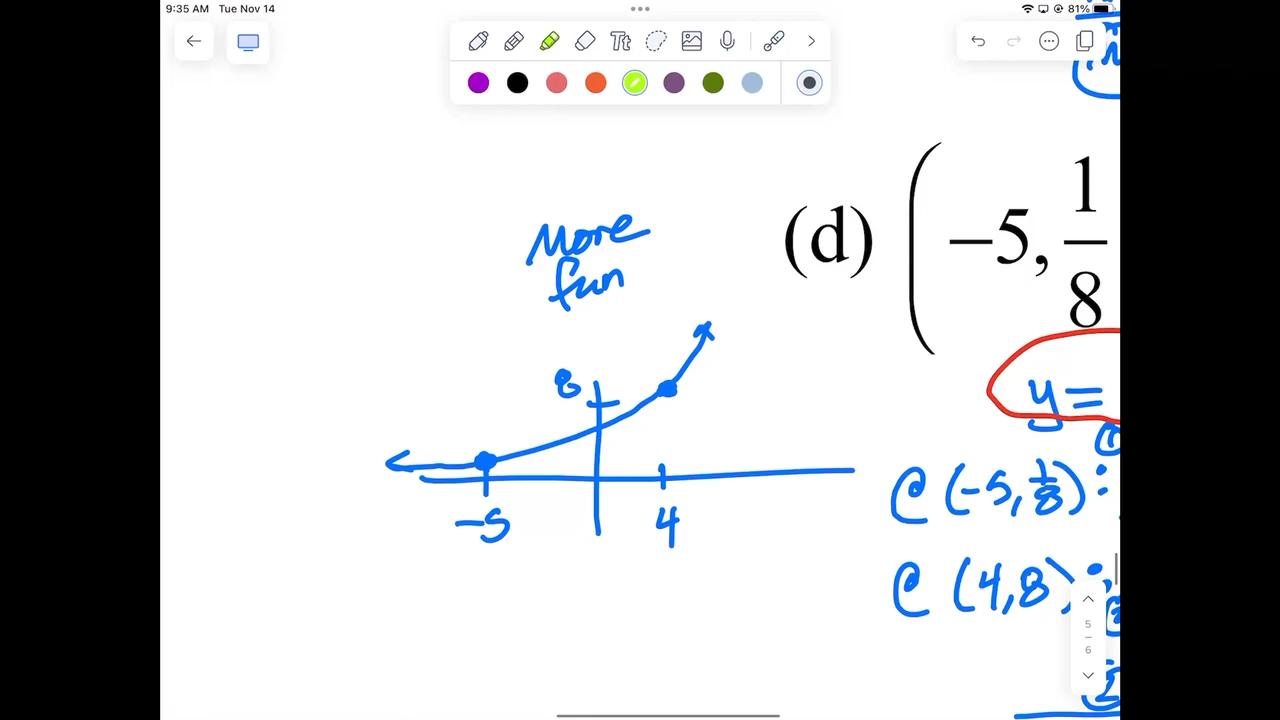 9:35 AM Tue Nov 14
81%
Tt
More
fun
(d) (-5, 1/8
8
-5
4
y =
@ (-5, 1/8) :
@ (4,8) :
5
6